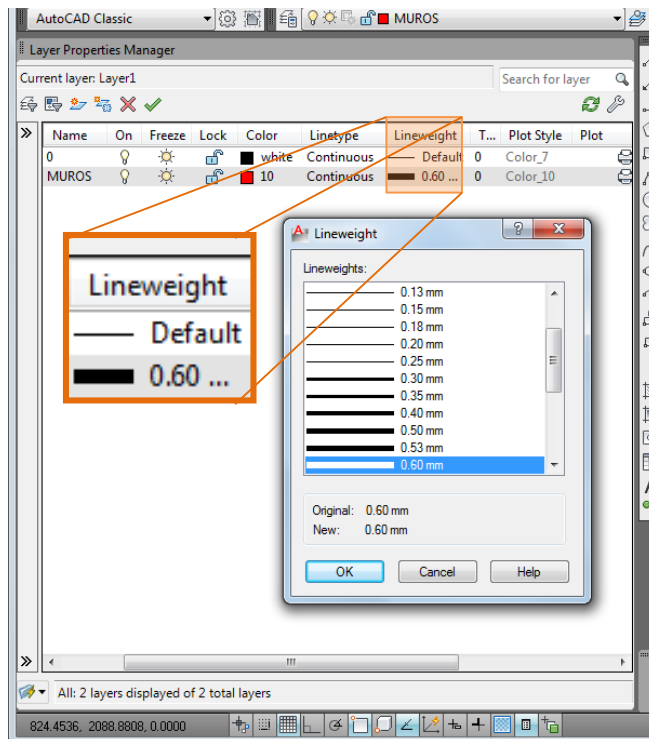 AutoCAD Classic MUROS
Layer Properties Manager
Current layer: Layer1 Search for layer
Name On Freeze Lock Color Linetype Lineweight T... Plot Style Plot
0 white Continuous Default 0 Color_7
MUROS 10 Continuous 0.60 ... 0 Color_10
Lineweight
Default
0.60 ...
Lineweight
Lineweights:
0.13 mm
0.15 mm
0.18 mm
0.20 mm
0.25 mm
0.30 mm
0.35 mm
0.40 mm
0.50 mm
0.53 mm
0.60 mm
Original: 0.60 mm
New: 0.60 mm
OK Cancel Help
All: 2 layers displayed of 2 total layers
824.4536, 2088.8808, 0.0000